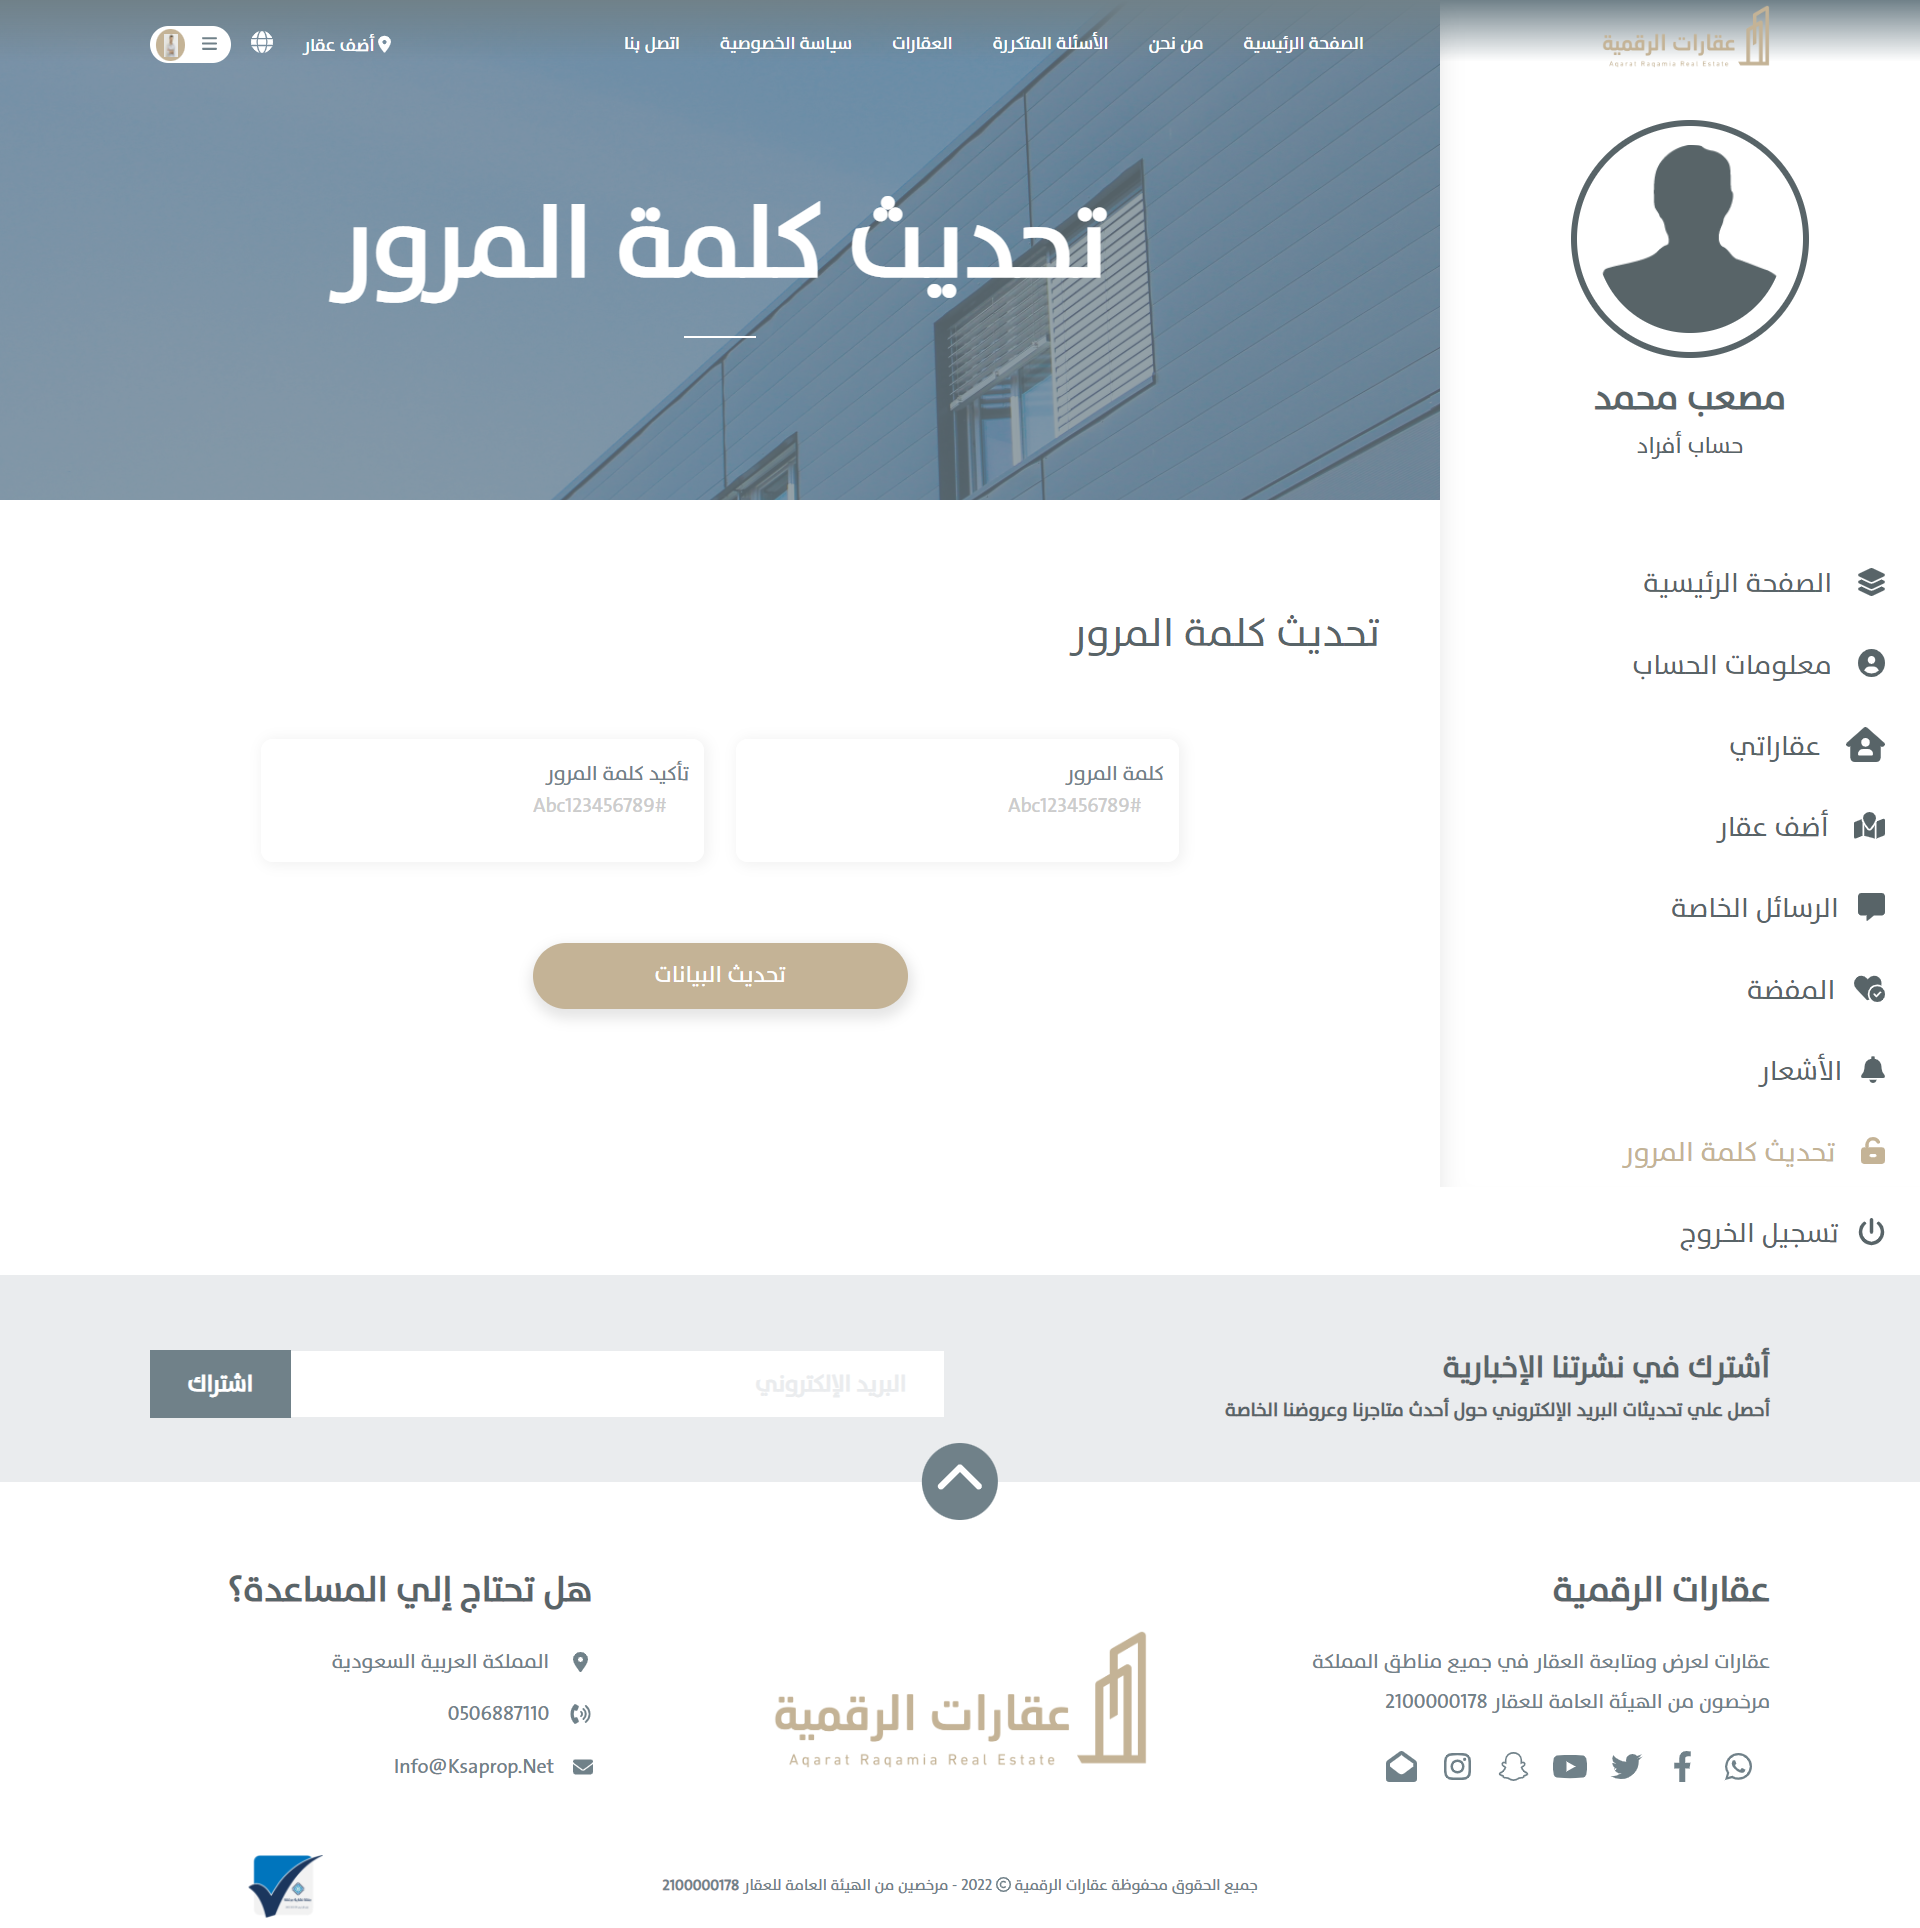 عقارات الرقمية
Aqarat Raqamia Real Estate
الصفحة الرئيسية
من نحن
الأسئلة المتكررة
العقارات
سياسة الخصوصية
اتصل بنا
أضف عقار
تحديث كلمة المرور
مصعب محمد
حساب أفراد
الصفحة الرئيسية
معلومات الحساب
عقاراتي
أضف عقار
الرسائل الخاصة
المفضة
الأشعار
تحديث كلمة المرور
تسجيل الخروج
تحديث كلمة المرور
كلمة المرور
Abc123456789#
تأكيد كلمة المرور
Abc123456789#
تحديث البيانات
أشترك في نشرتنا الإخبارية
أحصل علي تحديثات البريد الإلكتروني حول أحدث متاجرنا وعروضنا الخاصة
البريد الإلكتروني
اشتراك
عقارات الرقمية
عقارات لعرض ومتابعة العقار في جميع مناطق المملكة
مرخصون من الهيئة العامة للعقار 2100000178
عقارات الرقمية
Aqarat Raqamia Real Estate
هل تحتاج إلي المساعدة؟
المملكة العربية السعودية
0506887110
Info@Ksaprop.Net
جميع الحقوق محفوظة عقارات الرقمية © 2022 - مرخصين من الهيئة العامة للعقار 2100000178